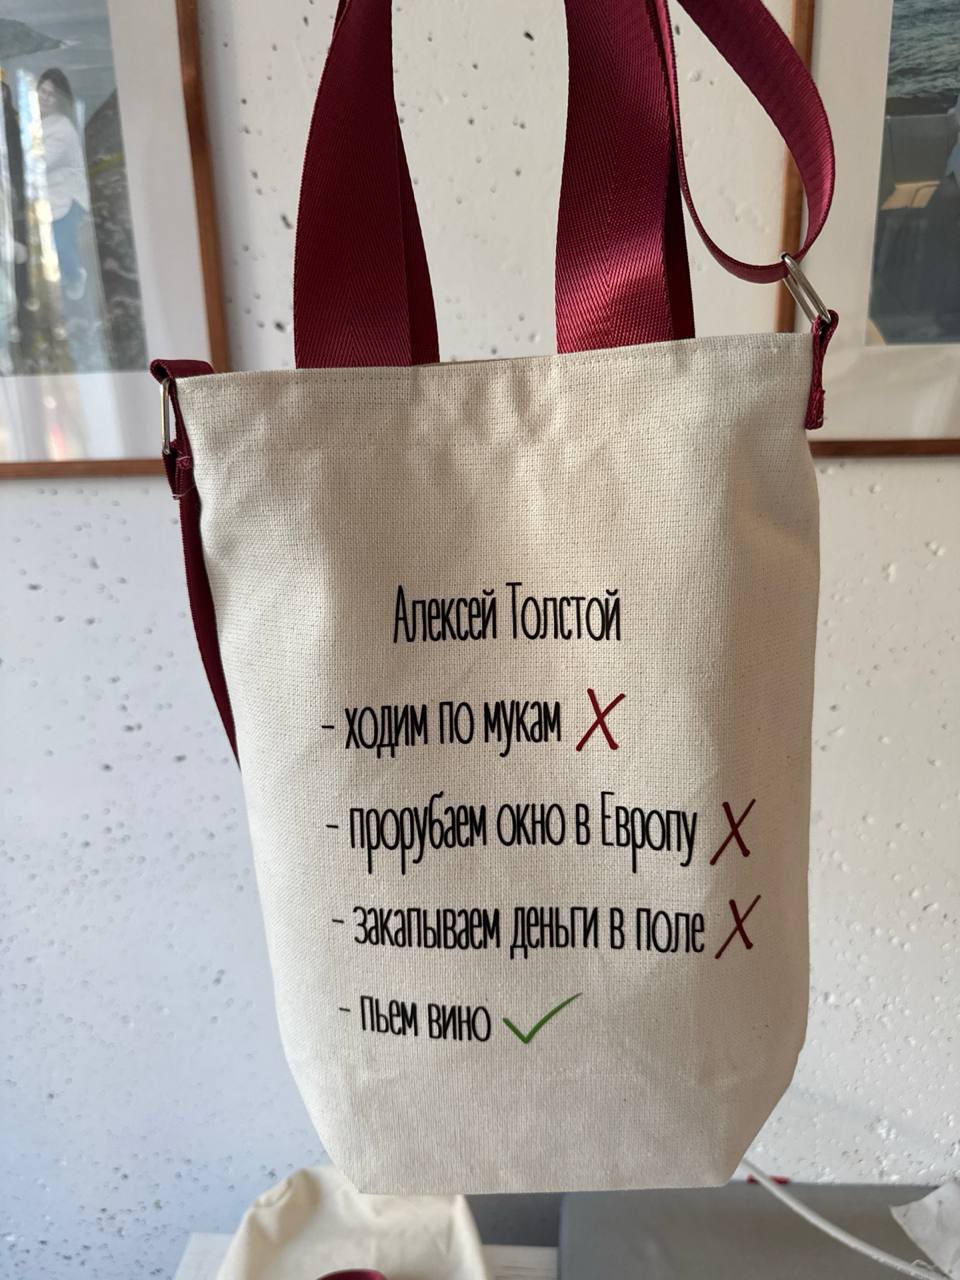 Алексей Толстой
- ходим по мукам
- прорубаем окно в Европу
- закапываем деньги в поле
- пьем вино